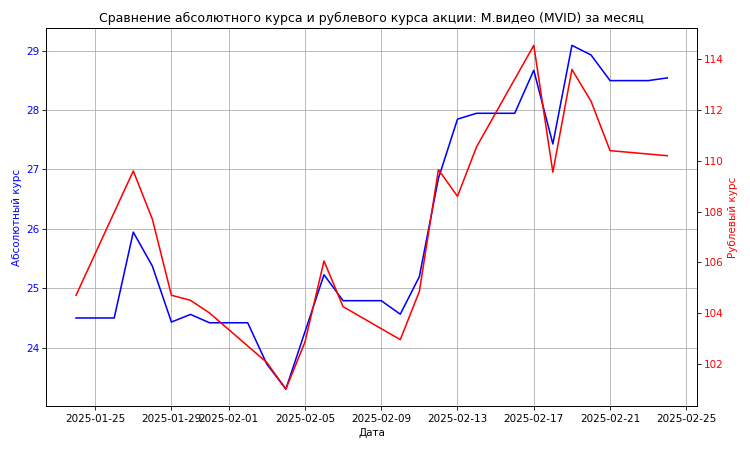 Сравнение абсолютного курса и рублевого курса акции: М.видео (MVID) за месяц
29
28
27
26
25
24
Абсолютный курс
114
112
110
108
106
104
102
Рублевый курс
2025-01-25 2025-01-29 2025-02-01 2025-02-05 2025-02-09 2025-02-13 2025-02-17 2025-02-21 2025-02-25
Дата